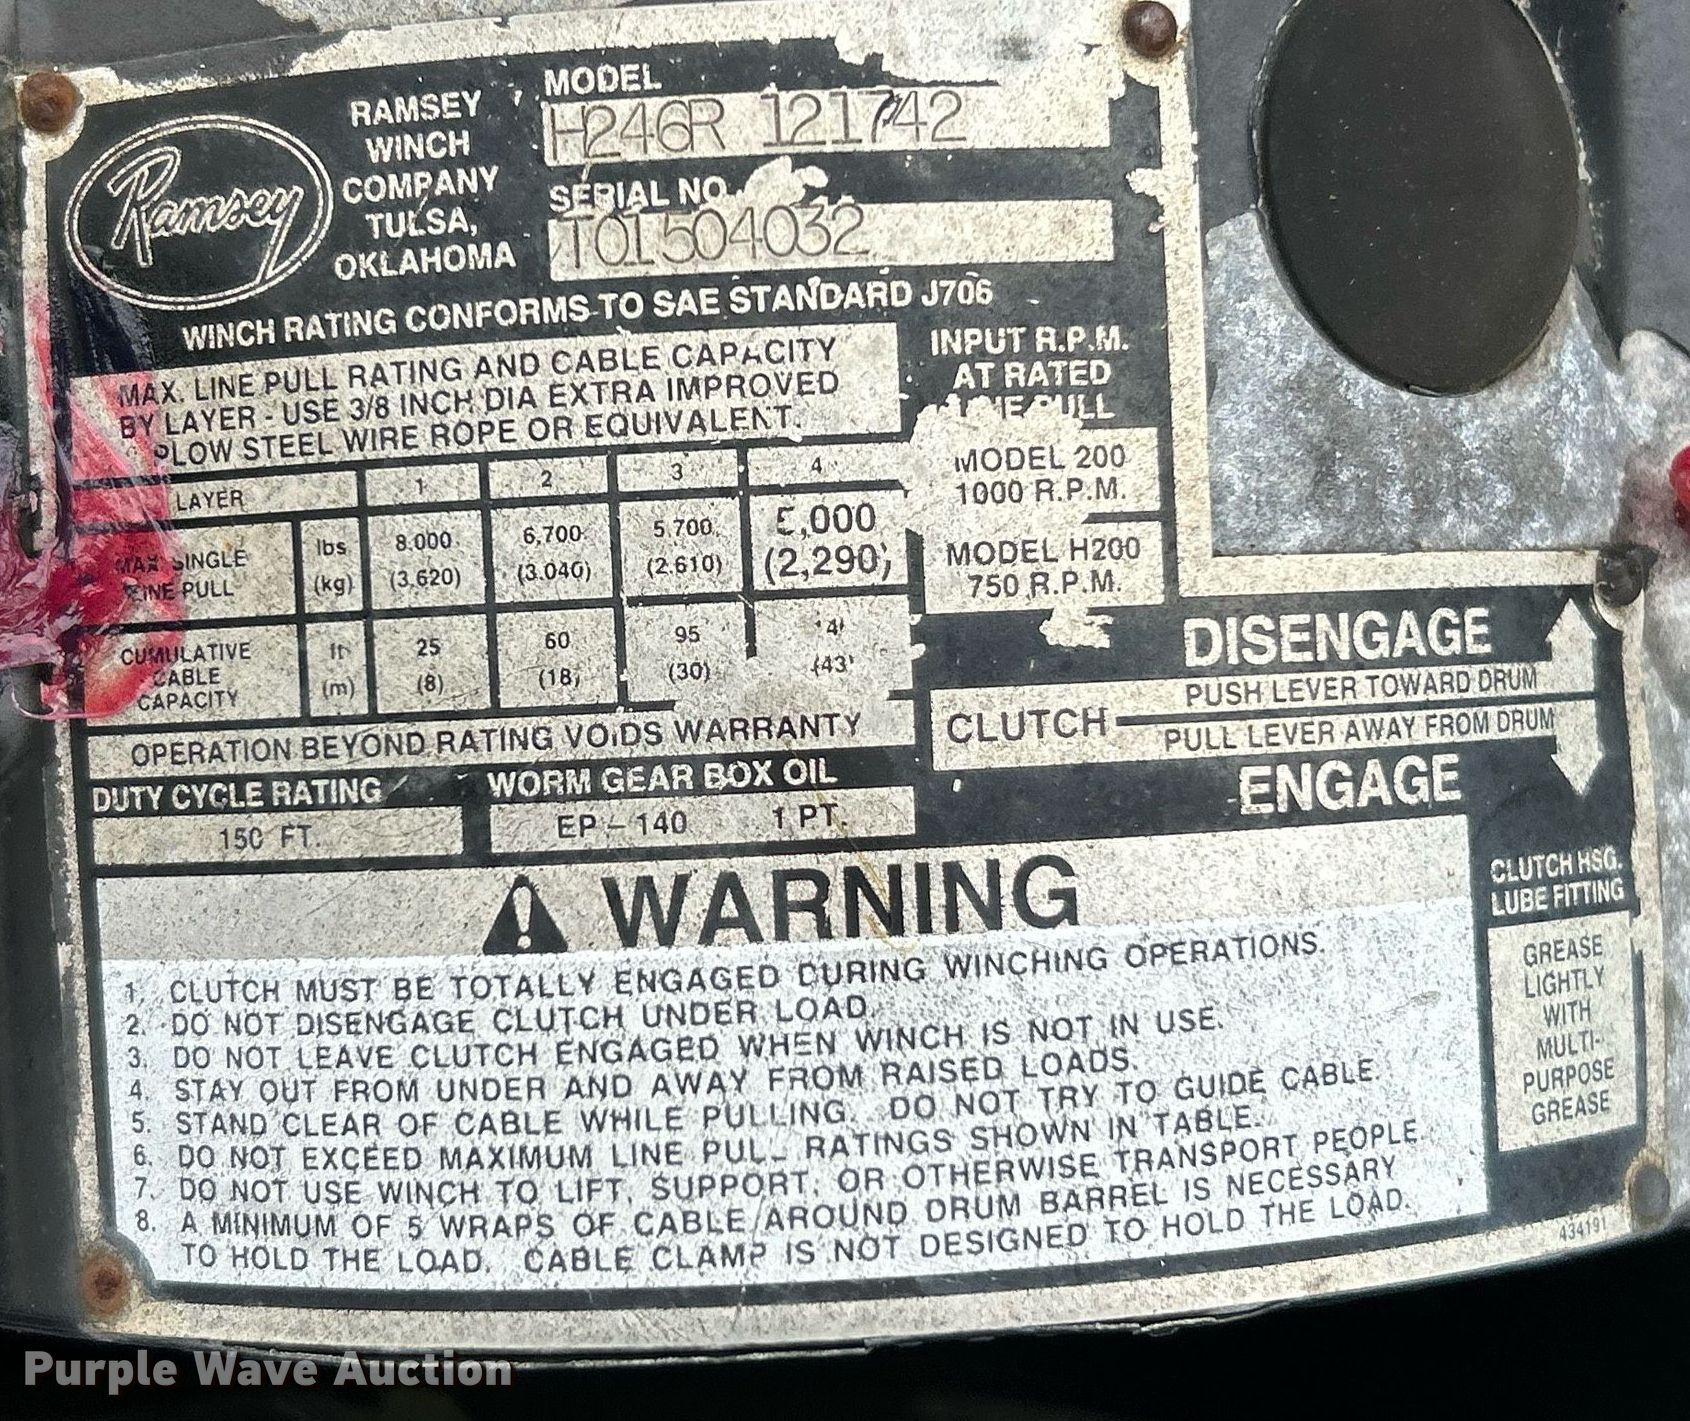 Ramsey
RAMSEY
WINCH
COMPANY
TULSA,
OKLAHOMA
MODEL
H246R 121742
SERIAL NO.
T01504032
WINCH RATING CONFORMS TO SAE STANDARD J706
MAX. LINE PULL RATING AND CABLE CAPACITY
BY LAYER - USE 3/8 INCH DIA EXTRA IMPROVED
PLOW STEEL WIRE ROPE OR EQUIVALENT.
LAYER 1 2 3 4
MAX SINGLE
LINE PULL
lbs 8.000 6,700 5.700 5,000
(kg) (3.620) (3.040) (2.610) (2,290)
CUMULATIVE
CABLE
CAPACITY
ft 25 60 95
(m) (8) (18) (30) (43)
OPERATION BEYOND RATING VOIDS WARRANTY
DUTY CYCLE RATING
150 FT.
WORM GEAR BOX OIL
EP - 140 1 PT.
INPUT R.P.M.
AT RATED
LINE PULL
MODEL 200
1000 R.P.M.
MODEL H200
750 R.P.M.
DISENGAGE
PUSH LEVER TOWARD DRUM
CLUTCH
PULL LEVER AWAY FROM DRUM
ENGAGE
WARNING
1. CLUTCH MUST BE TOTALLY ENGAGED DURING WINCHING OPERATIONS.
2. DO NOT DISENGAGE CLUTCH UNDER LOAD.
3. DO NOT LEAVE CLUTCH ENGAGED WHEN WINCH IS NOT IN USE.
4. STAY OUT FROM UNDER AND AWAY FROM RAISED LOADS.
5. STAND CLEAR OF CABLE WHILE PULLING. DO NOT TRY TO GUIDE CABLE.
6. DO NOT EXCEED MAXIMUM LINE PULL RATINGS SHOWN IN TABLE.
7. DO NOT USE WINCH TO LIFT, SUPPORT, OR OTHERWISE TRANSPORT PEOPLE.
8. A MINIMUM OF 5 WRAPS OF CABLE AROUND DRUM BARREL IS NECESSARY
TO HOLD THE LOAD. CABLE CLAMP IS NOT DESIGNED TO HOLD THE LOAD.
CLUTCH HSG.
LUBE FITTING
GREASE
LIGHTLY
WITH
MULTI-
PURPOSE
GREASE
434191
Purple Wave Auction